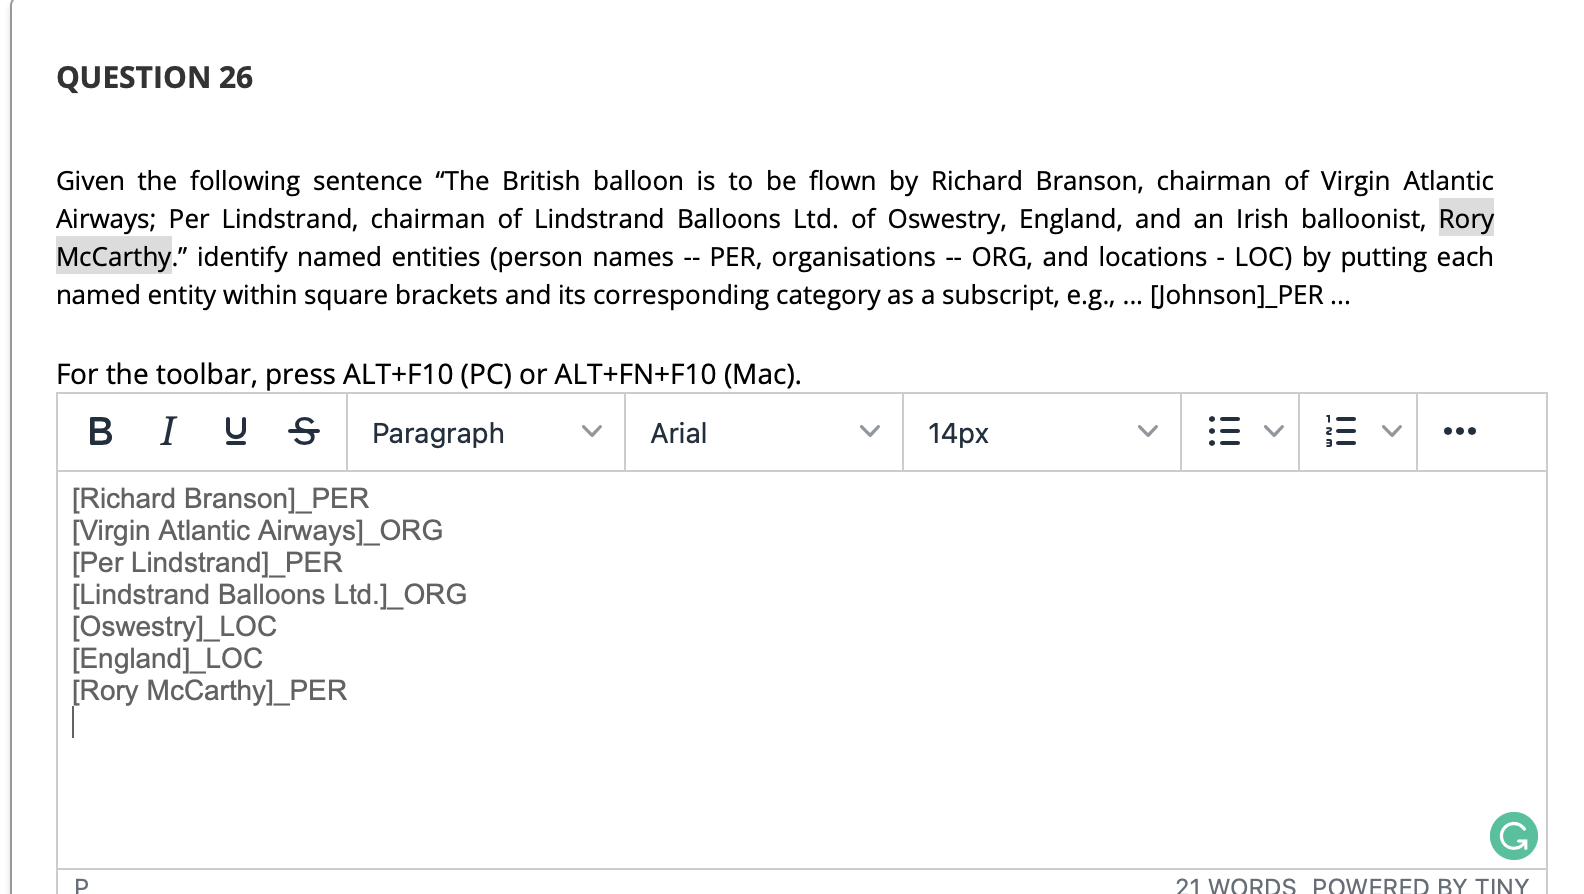 QUESTION 26
Given the following sentence “The British balloon is to be flown by Richard Branson, chairman of Virgin Atlantic
Airways; Per Lindstrand, chairman of Lindstrand Balloons Ltd. of Oswestry, England, and an Irish balloonist, Rory
McCarthy.” identify named entities (person names -- PER, organisations -- ORG, and locations - LOC) by putting each
named entity within square brackets and its corresponding category as a subscript, e.g., ... [Johnson]_PER ...
For the toolbar, press ALT+F10 (PC) or ALT+FN+F10 (Mac).
B I U S Paragraph Arial 14px
[Richard Branson]_PER
[Virgin Atlantic Airways]_ORG
[Per Lindstrand]_PER
[Lindstrand Balloons Ltd.]_ORG
[Oswestry]_LOC
[England]_LOC
[Rory McCarthy]_PER
P 21 WORDS POWERED BY TINY